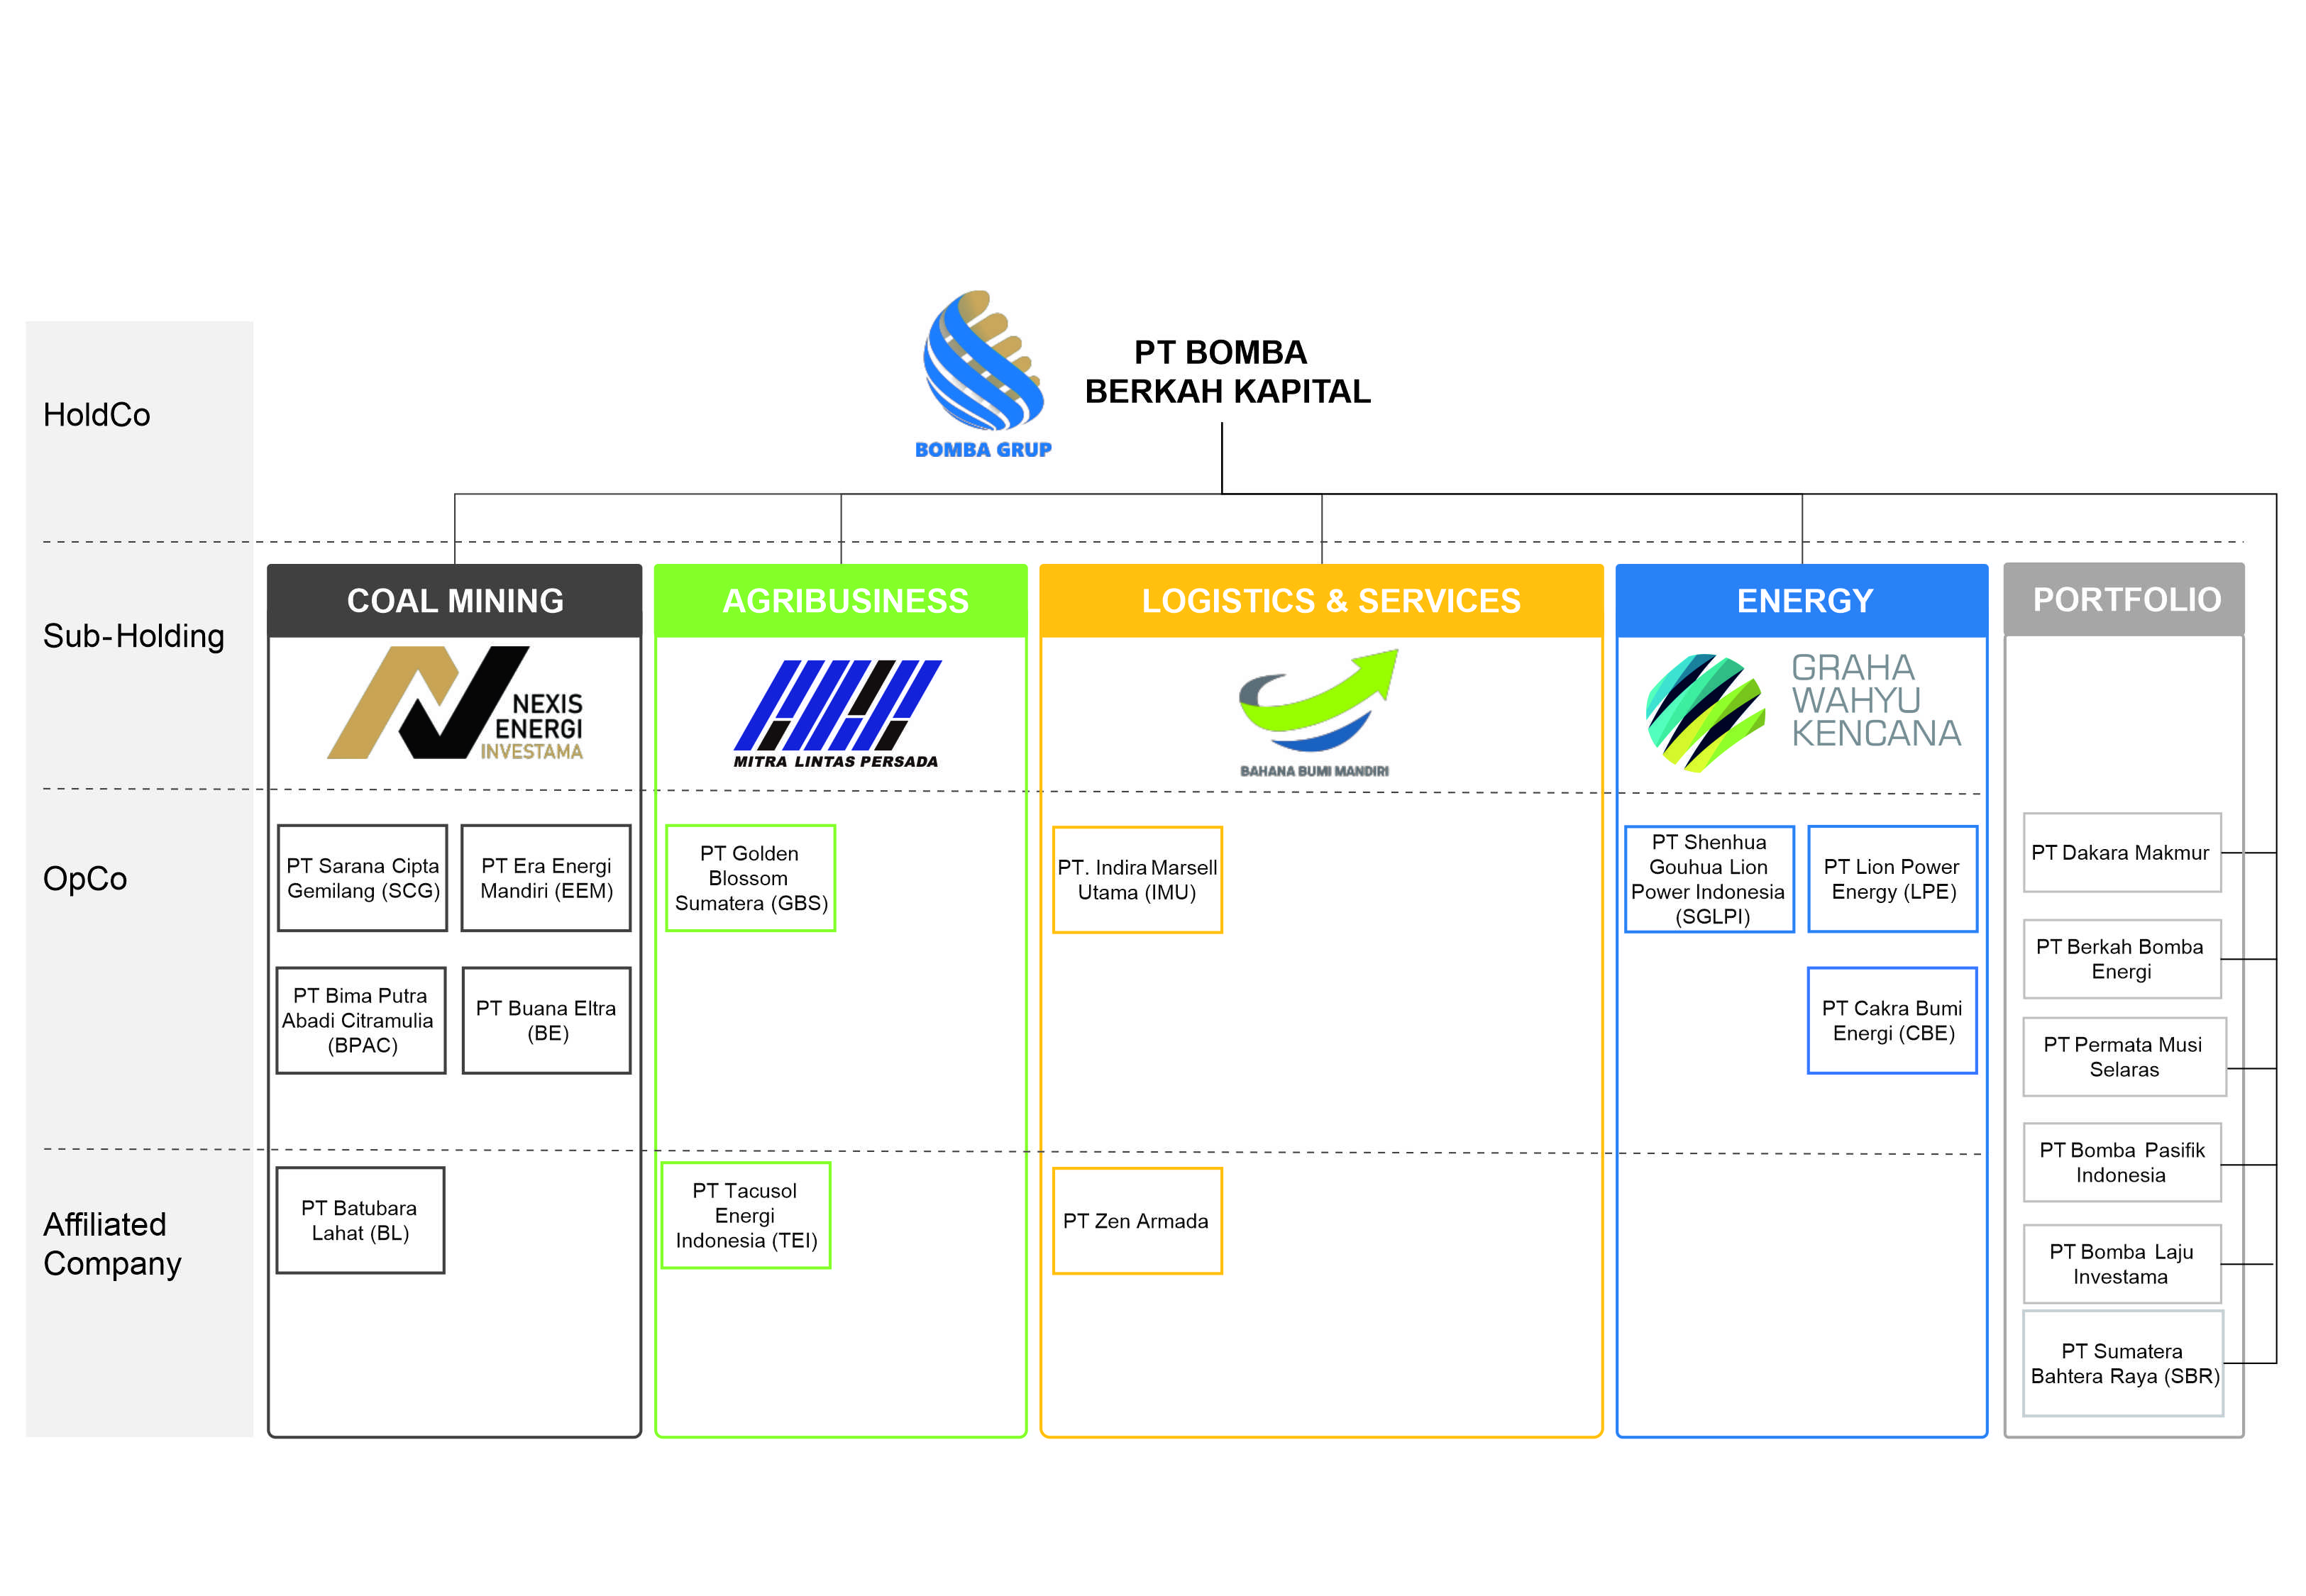 BOMBA GRUP
PT BOMBA
BERKAH KAPITAL
HoldCo
Sub-Holding
COAL MINING
NEXIS
ENERGI
INVESTAMA
AGRIBUSINESS
MITRA LINTAS PERSADA
LOGISTICS & SERVICES
BAHANA BUMI MANDIRI
ENERGY
GRAHA
WAHYU
KENCANA
PORTFOLIO
OpCo
PT Sarana Cipta
Gemilang (SCG)
PT Era Energi
Mandiri (EEM)
PT Bima Putra
Abadi Citramulia
(BPAC)
PT Buana Eltra
(BE)
PT Golden
Blossom
Sumatera (GBS)
PT. Indira Marsell
Utama (IMU)
PT Shenhua
Gouhua Lion
Power Indonesia
(SGLPI)
PT Lion Power
Energy (LPE)
PT Cakra Bumi
Energi (CBE)
Affiliated
Company
PT Batubara
Lahat (BL)
PT Tacusol
Energi
Indonesia (TEI)
PT Zen Armada
PT Dakara Makmur
PT Berkah Bomba
Energi
PT Permata Musi
Selaras
PT Bomba Pasifik
Indonesia
PT Bomba Laju
Investama
PT Sumatera
Bahtera Raya (SBR)